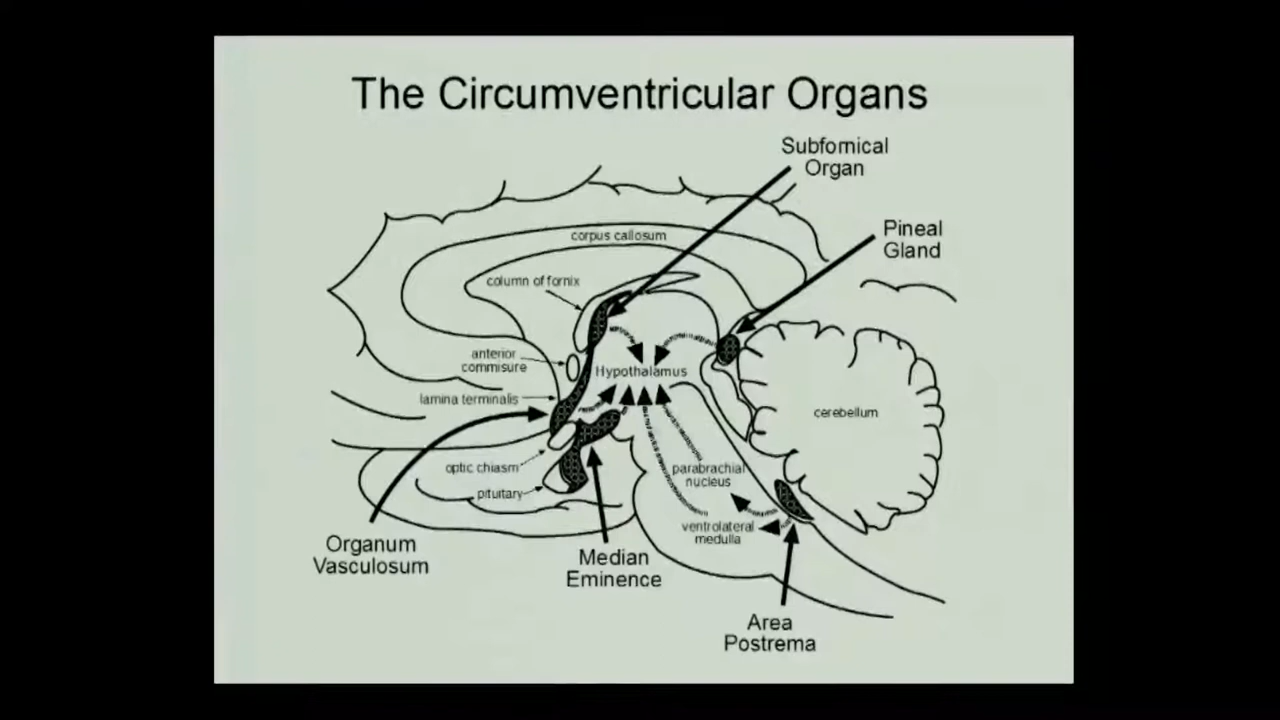 The Circumventricular Organs
Subfornical
Organ
Pineal
Gland
corpus callosum
column of fornix
anterior
commisure
Hypothalamus
lamina terminalis
cerebellum
optic chiasm
parabrachial
nucleus
pituitary
ventrolateral
medulla
Organum
Vasculosum
Median
Eminence
Area
Postrema